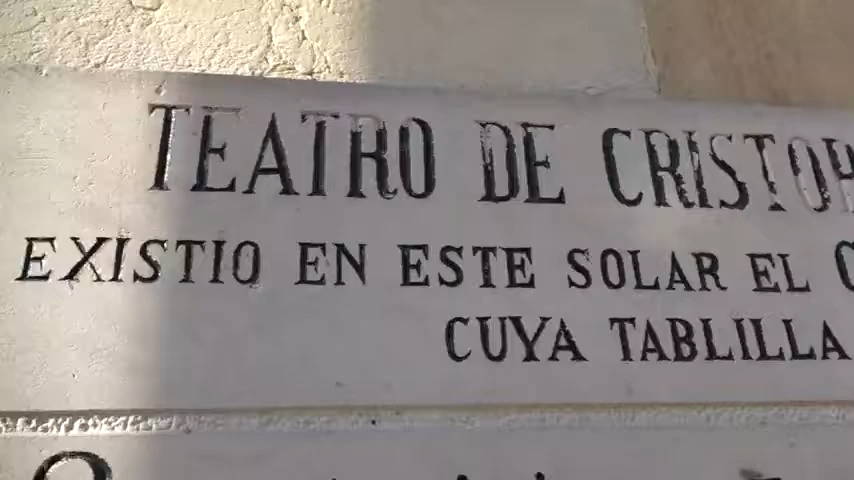 TEATRO DE CRISTO
EXISTIO EN ESTE SOLAR EL
CUYA TABLILLA